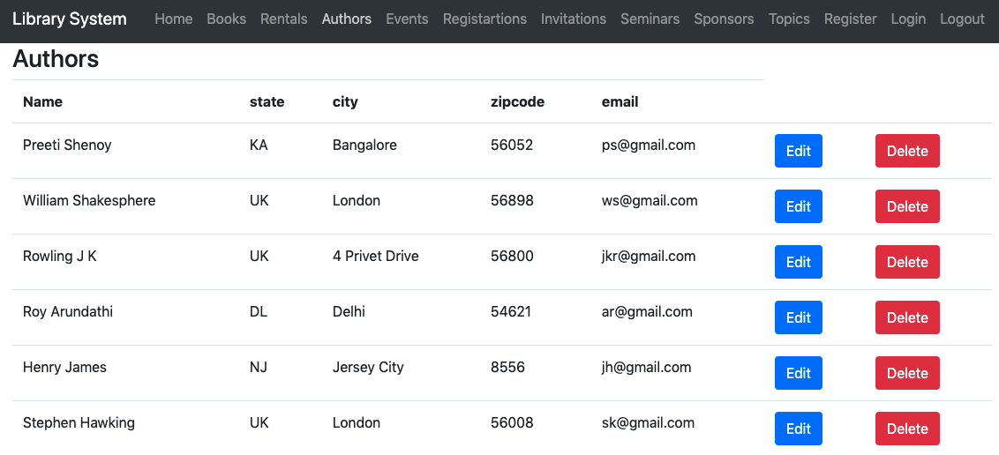 Library System Home Books Rentals Authors Events Registartions Invitations Seminars Sponsors Topics Register Login Logout
Authors
Name state city zipcode email
Preeti Shenoy KA Bangalore 56052 ps@gmail.com Edit Delete
William Shakesphere UK London 56898 ws@gmail.com Edit Delete
Rowling J K UK 4 Privet Drive 56800 jkr@gmail.com Edit Delete
Roy Arundathi DL Delhi 54621 ar@gmail.com Edit Delete
Henry James NJ Jersey City 8556 jh@gmail.com Edit Delete
Stephen Hawking UK London 56008 sk@gmail.com Edit Delete